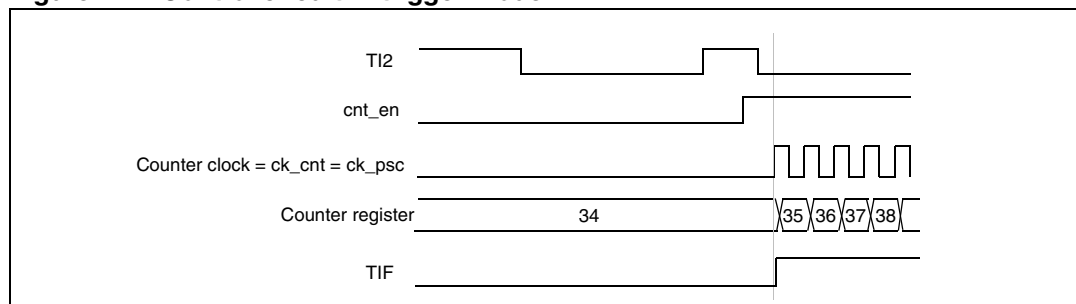 TI2
cnt_en
Counter clock = ck_cnt = ck_psc
Counter register 34 35 36 37 38
TIF